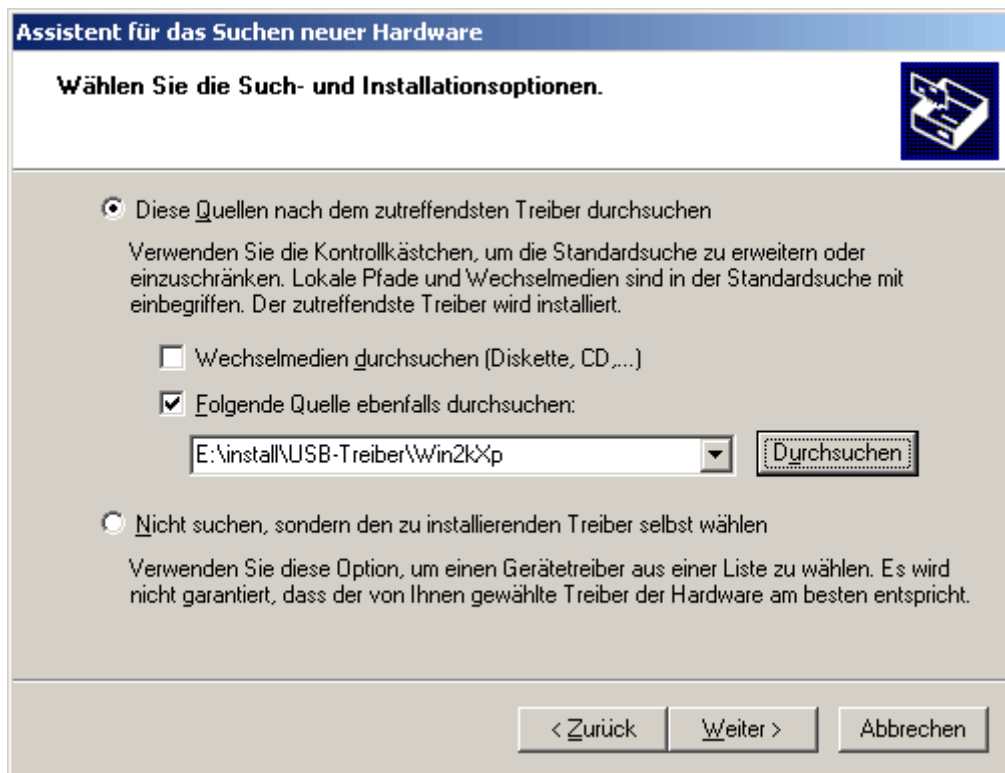 Assistent für das Suchen neuer Hardware
Wählen Sie die Such- und Installationsoptionen.
Diese Quellen nach dem zutreffendsten Treiber durchsuchen
Verwenden Sie die Kontrollkästchen, um die Standardsuche zu erweitern oder
einzuschränken. Lokale Pfade und Wechselmedien sind in der Standardsuche mit
einbegriffen. Der zutreffendste Treiber wird installiert.
Wechselmedien durchsuchen (Diskette, CD,...)
Folgende Quelle ebenfalls durchsuchen:
E:\install\USB-Treiber\Win2kXp
Durchsuchen
Nicht suchen, sondern den zu installierenden Treiber selbst wählen
Verwenden Sie diese Option, um einen Gerätetreiber aus einer Liste zu wählen. Es wird
nicht garantiert, dass der von Ihnen gewählte Treiber der Hardware am besten entspricht.
< Zurück
Weiter >
Abbrechen